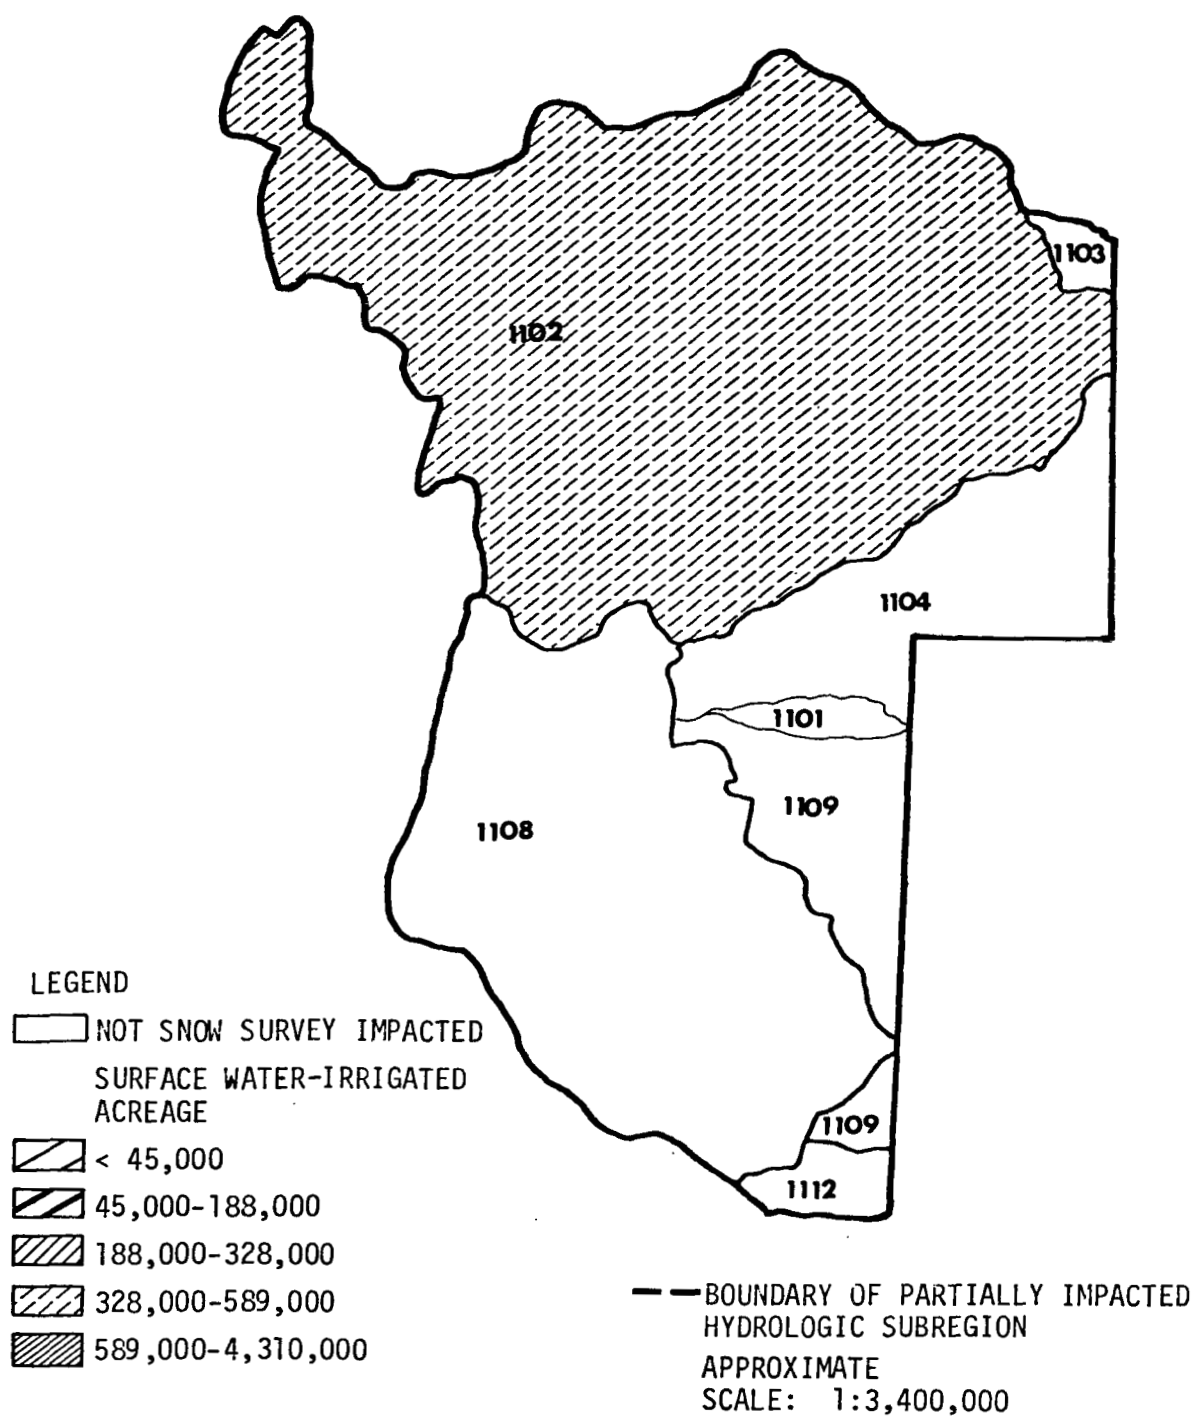 1103
1102
1104
1101
1109
1108
1109
1112
LEGEND
NOT SNOW SURVEY IMPACTED
SURFACE WATER-IRRIGATED
ACREAGE
< 45,000
45,000-188,000
188,000-328,000
328,000-589,000
589,000-4,310,000
BOUNDARY OF PARTIALLY IMPACTED
HYDROLOGIC SUBREGION
APPROXIMATE
SCALE: 1:3,400,000